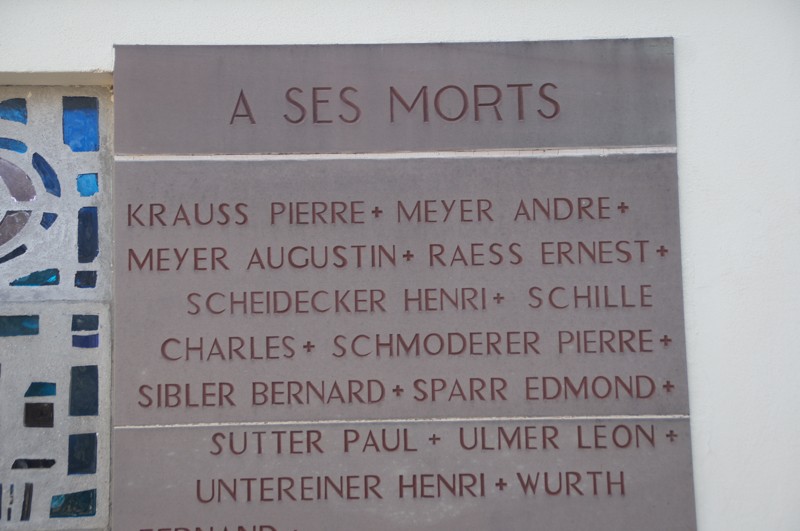 A SES MORTS
KRAUSS PIERRE+ MEYER ANDRE+
MEYER AUGUSTIN+ RAESS ERNEST+
SCHEIDECKER HENRI+ SCHILLE
CHARLES+ SCHMODERER PIERRE+
SIBLER BERNARD+ SPARR EDMOND+
SUTTER PAUL + ULMER LEON +
UNTEREINER HENRI + WURTH
FERNAND +